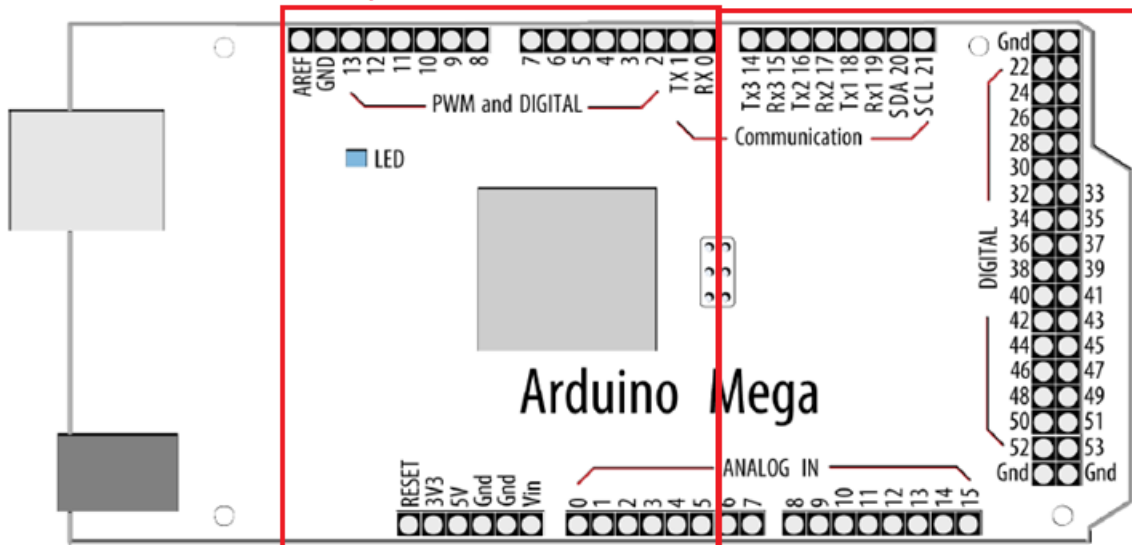 AREF GND 13 12 11 10 9 8 7 6 5 4 3 2 TX 1 RX 0 Tx3 14 Rx3 15 Tx2 16 Rx2 17 Tx1 18 Rx1 19 SDA 20 SCL 21
PWM and DIGITAL
Communication
LED
Gnd
22
24
26
28
30
32 33
34 35
36 37
38 39
40 41
42 43
44 45
46 47
48 49
50 51
52 53
Gnd Gnd
DIGITAL
Arduino Mega
ANALOG IN
RESET 3V3 5V Gnd Gnd Vin 0 1 2 3 4 5 6 7 8 9 10 11 12 13 14 15